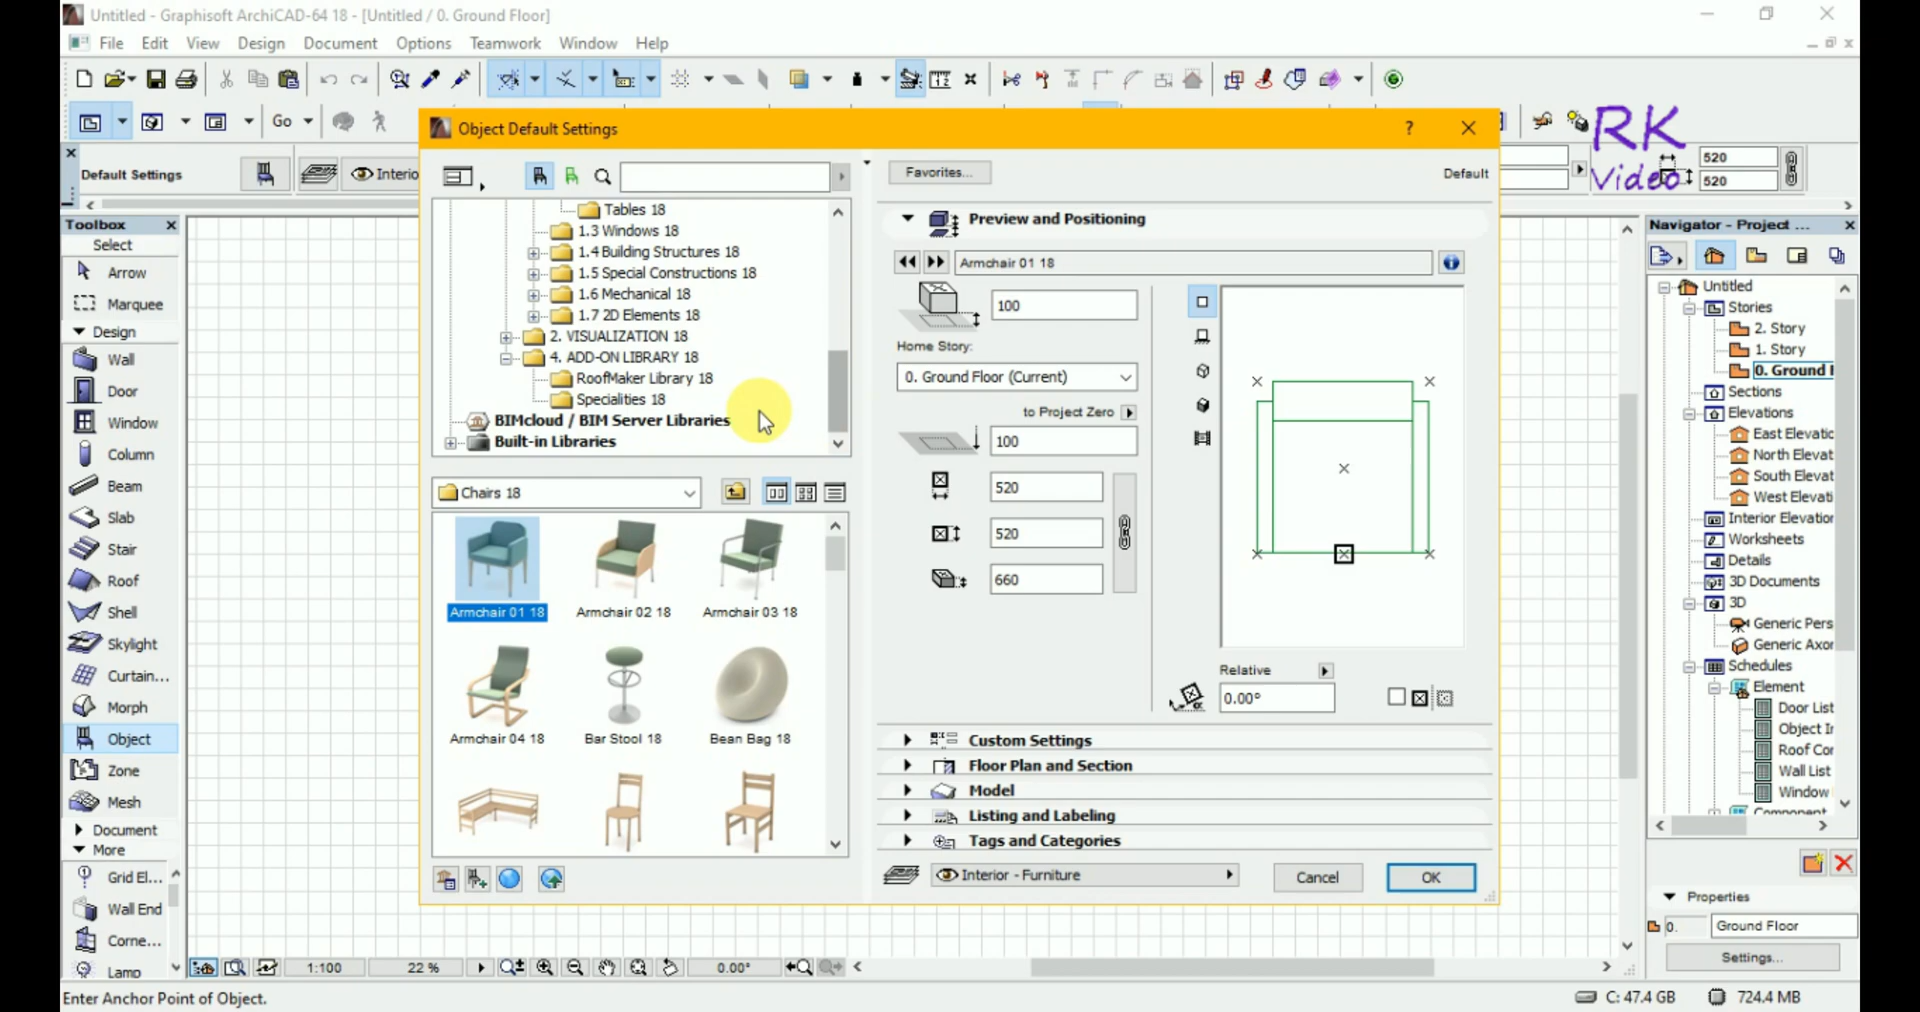 Untitled - Graphisoft ArchiCAD-64 18 - [Untitled / 0. Ground Floor]
File Edit View Design Document Options Teamwork Window Help
Go
Object Default Settings
RK
Video
Default Settings
Interio
520
520
Favorites...
Default
Toolbox
Select
Arrow
Marquee
Design
Wall
Door
Window
Column
Beam
Slab
Stair
Roof
Shell
Skylight
Curtain...
Morph
Object
Zone
Mesh
Document
More
Grid El...
Wall End
Corne...
Lamp
Tables 18
1.3 Windows 18
1.4 Building Structures 18
1.5 Special Constructions 18
1.6 Mechanical 18
1.7 2D Elements 18
2. VISUALIZATION 18
4. ADD-ON LIBRARY 18
RoofMaker Library 18
Specialities 18
BIMcloud / BIM Server Libraries
Built-in Libraries
Chairs 18
Armchair 01 18
Armchair 02 18
Armchair 03 18
Armchair 04 18
Bar Stool 18
Bean Bag 18
Preview and Positioning
Armchair 01 18
100
Home Story:
0. Ground Floor (Current)
to Project Zero
100
520
520
660
Relative
0.00°
Custom Settings
Floor Plan and Section
Model
Listing and Labeling
Tags and Categories
Interior - Furniture
Cancel
OK
Navigator - Project ...
Untitled
Stories
2. Story
1. Story
0. Ground F
Sections
Elevations
East Elevatic
North Elevat
South Elevat
West Elevati
Interior Elevation
Worksheets
Details
3D Documents
3D
Generic Pers
Generic Axor
Schedules
Element
Door List
Object Ir
Roof Cor
Wall List
Window
Component
Properties
0.
Ground Floor
Settings...
1:100
22 %
0.00°
Enter Anchor Point of Object.
C: 47.4 GB
724.4 MB